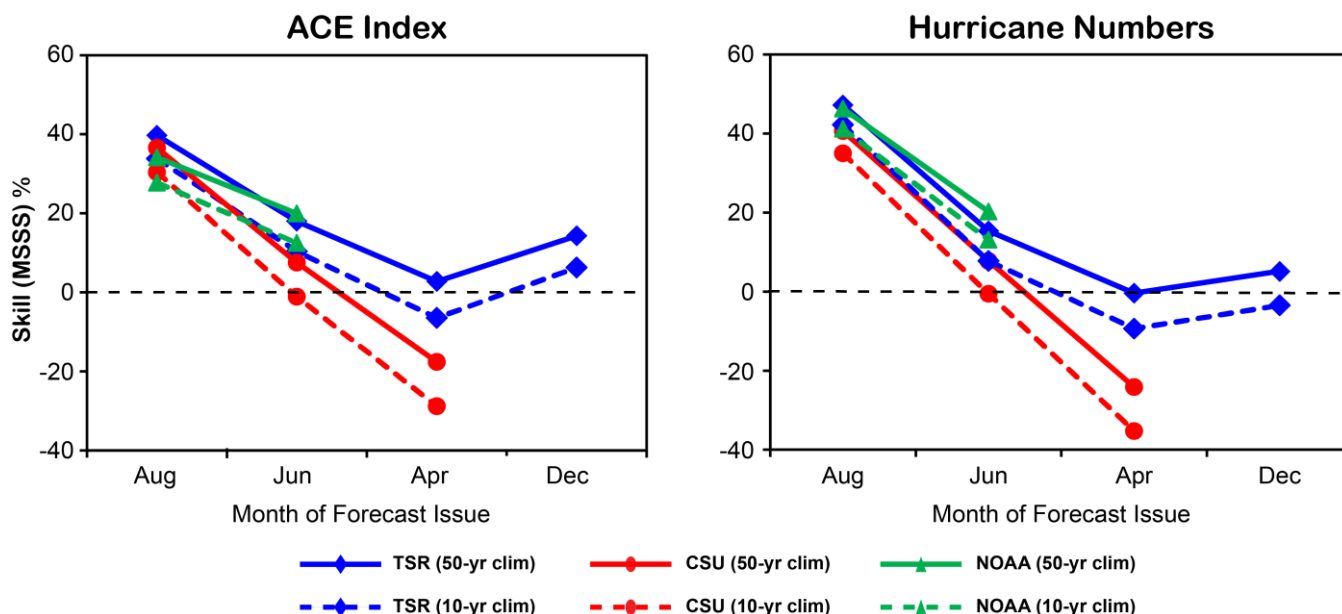 ACE Index
Hurricane Numbers
Skill (MSSS) %
60
40
20
0
-20
-40
Aug Jun Apr Dec
Month of Forecast Issue
60
40
20
0
-20
-40
Aug Jun Apr Dec
Month of Forecast Issue
TSR (50-yr clim) CSU (50-yr clim) NOAA (50-yr clim)
TSR (10-yr clim) CSU (10-yr clim) NOAA (10-yr clim)